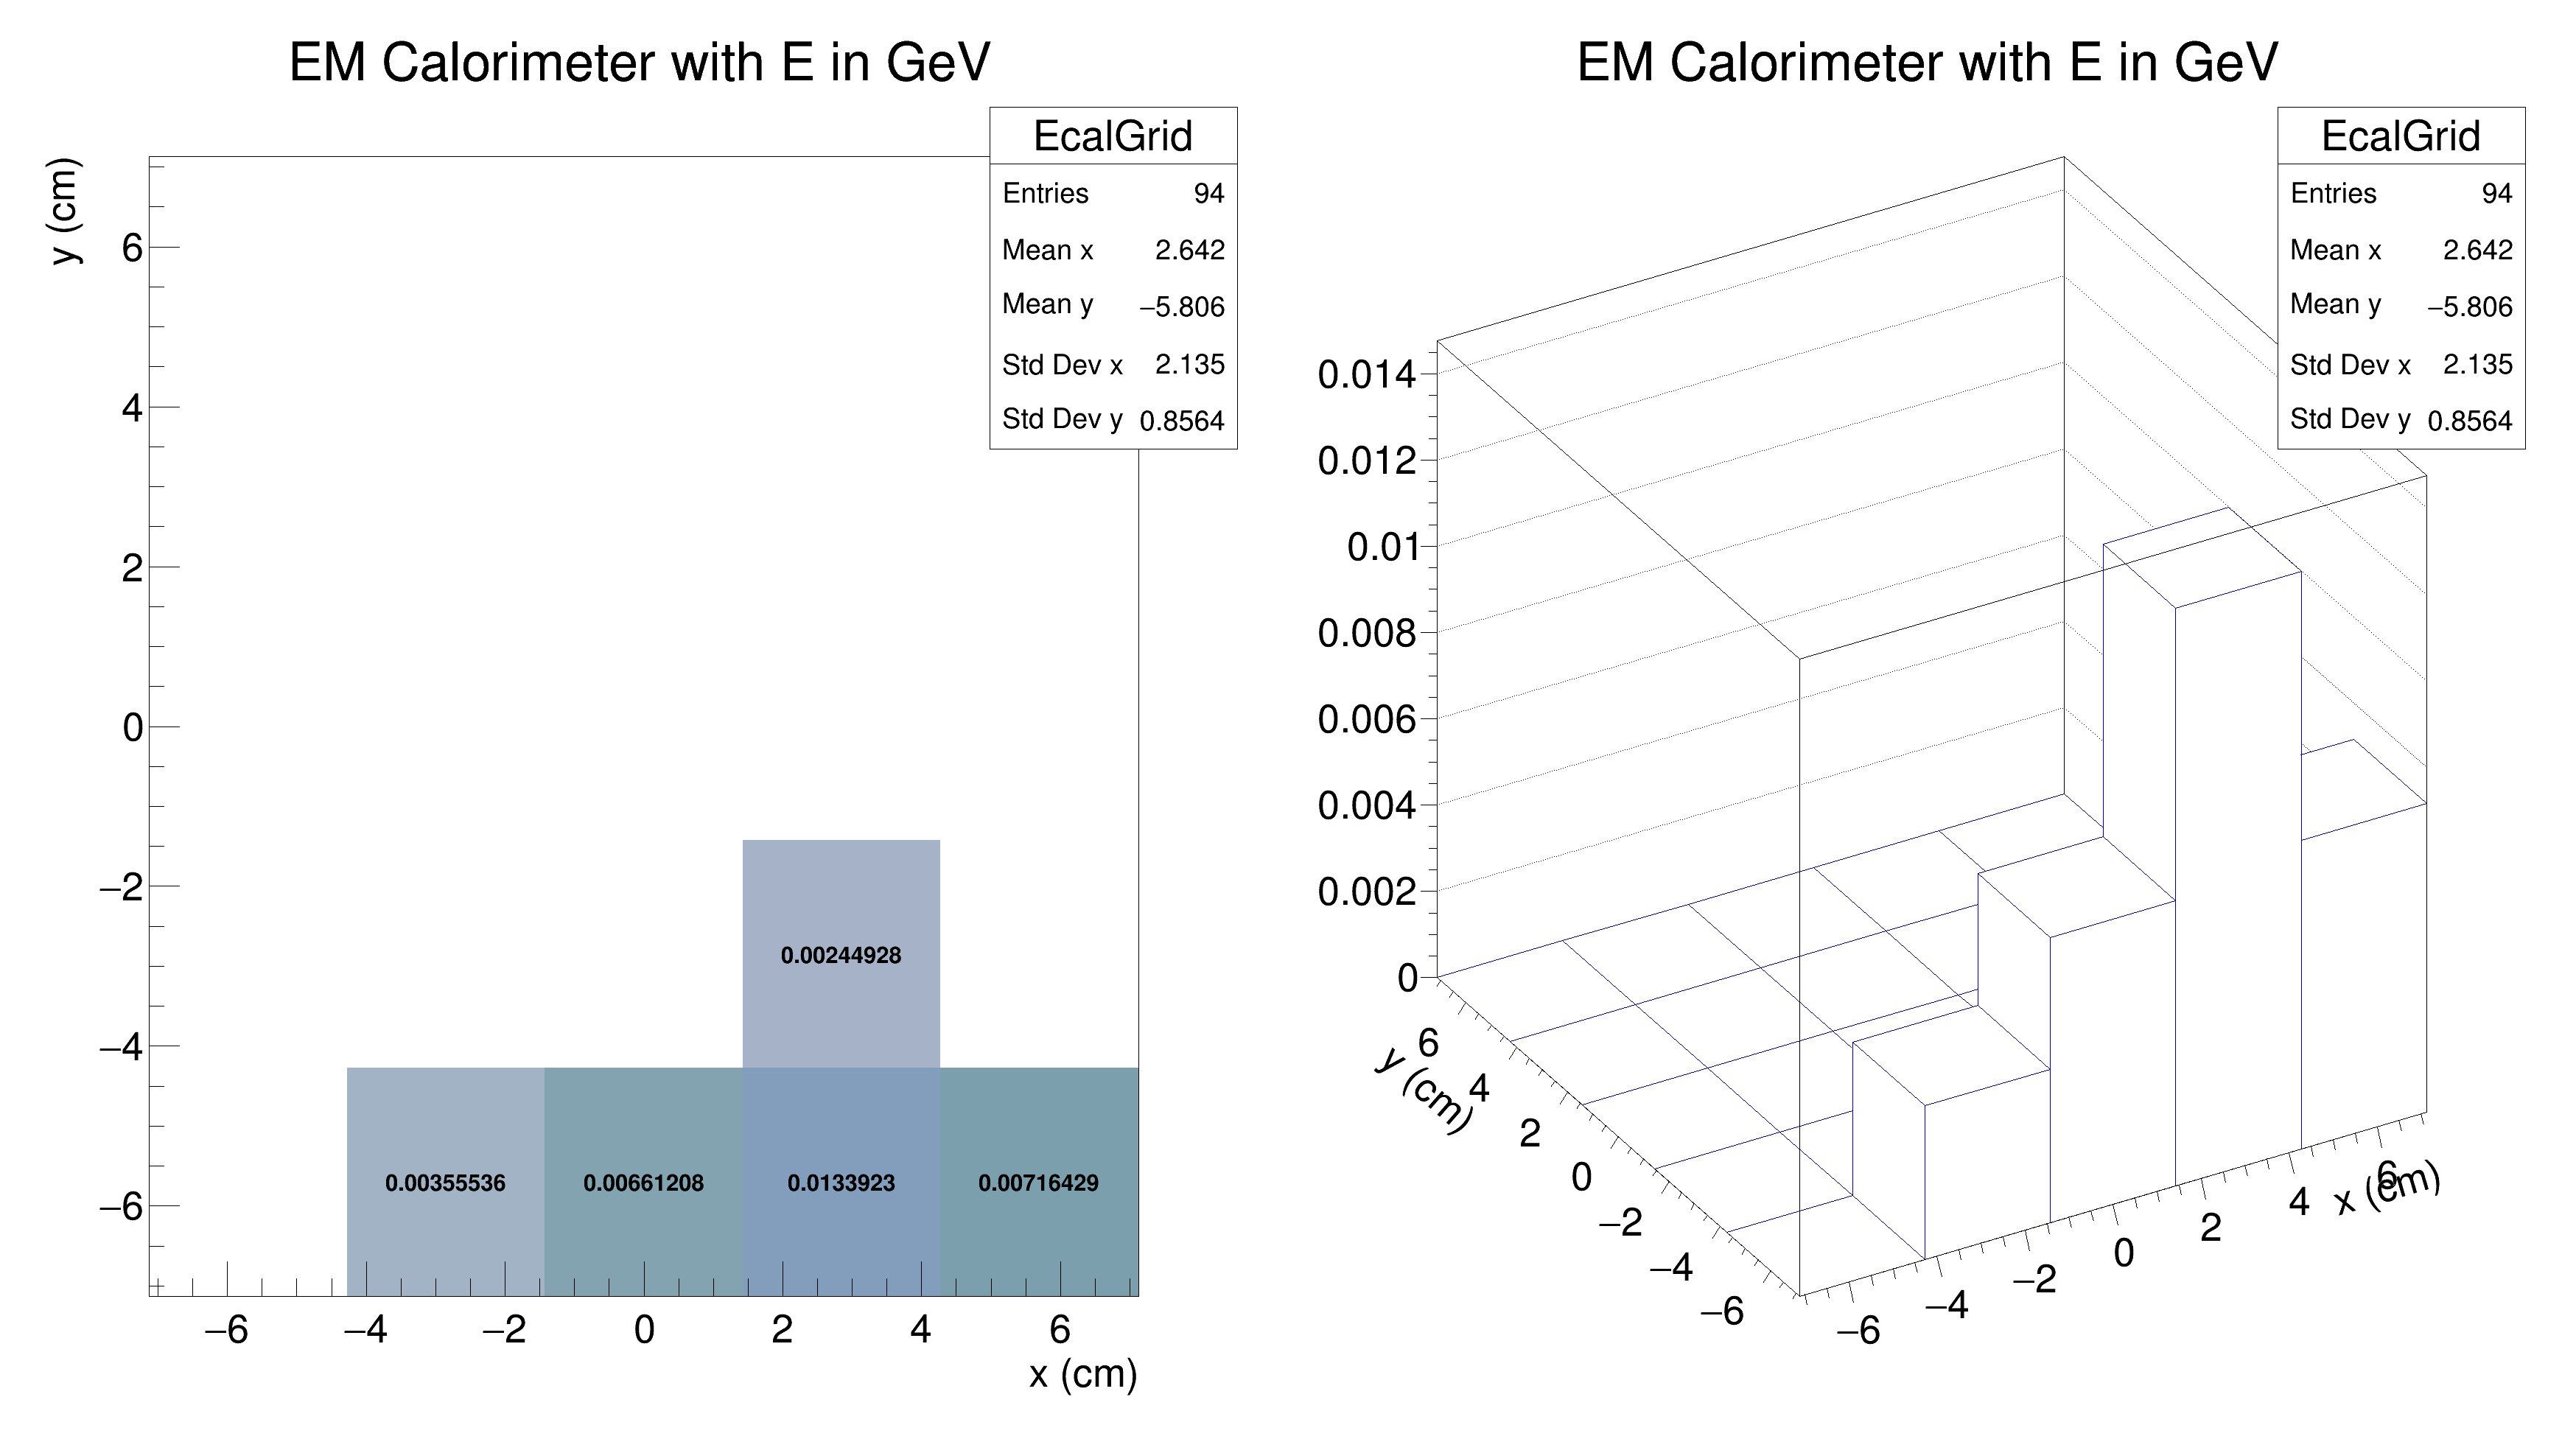 EM Calorimeter with E in GeV
EcalGrid
Entries 94
Mean x 2.642
Mean y −5.806
Std Dev x 2.135
Std Dev y 0.8564
y (cm)
6
4
2
0
−2
−4
−6
0.00244928
0.00355536 0.00661208 0.0133923 0.00716429
−6 −4 −2 0 2 4 6
x (cm)
EM Calorimeter with E in GeV
EcalGrid
Entries 94
Mean x 2.642
Mean y −5.806
Std Dev x 2.135
Std Dev y 0.8564
0.014
0.012
0.01
0.008
0.006
0.004
0.002
0
y (cm)
6
4
2
0
−2
−4
−6
−6
−4
−2
0
2
4
6
x (cm)